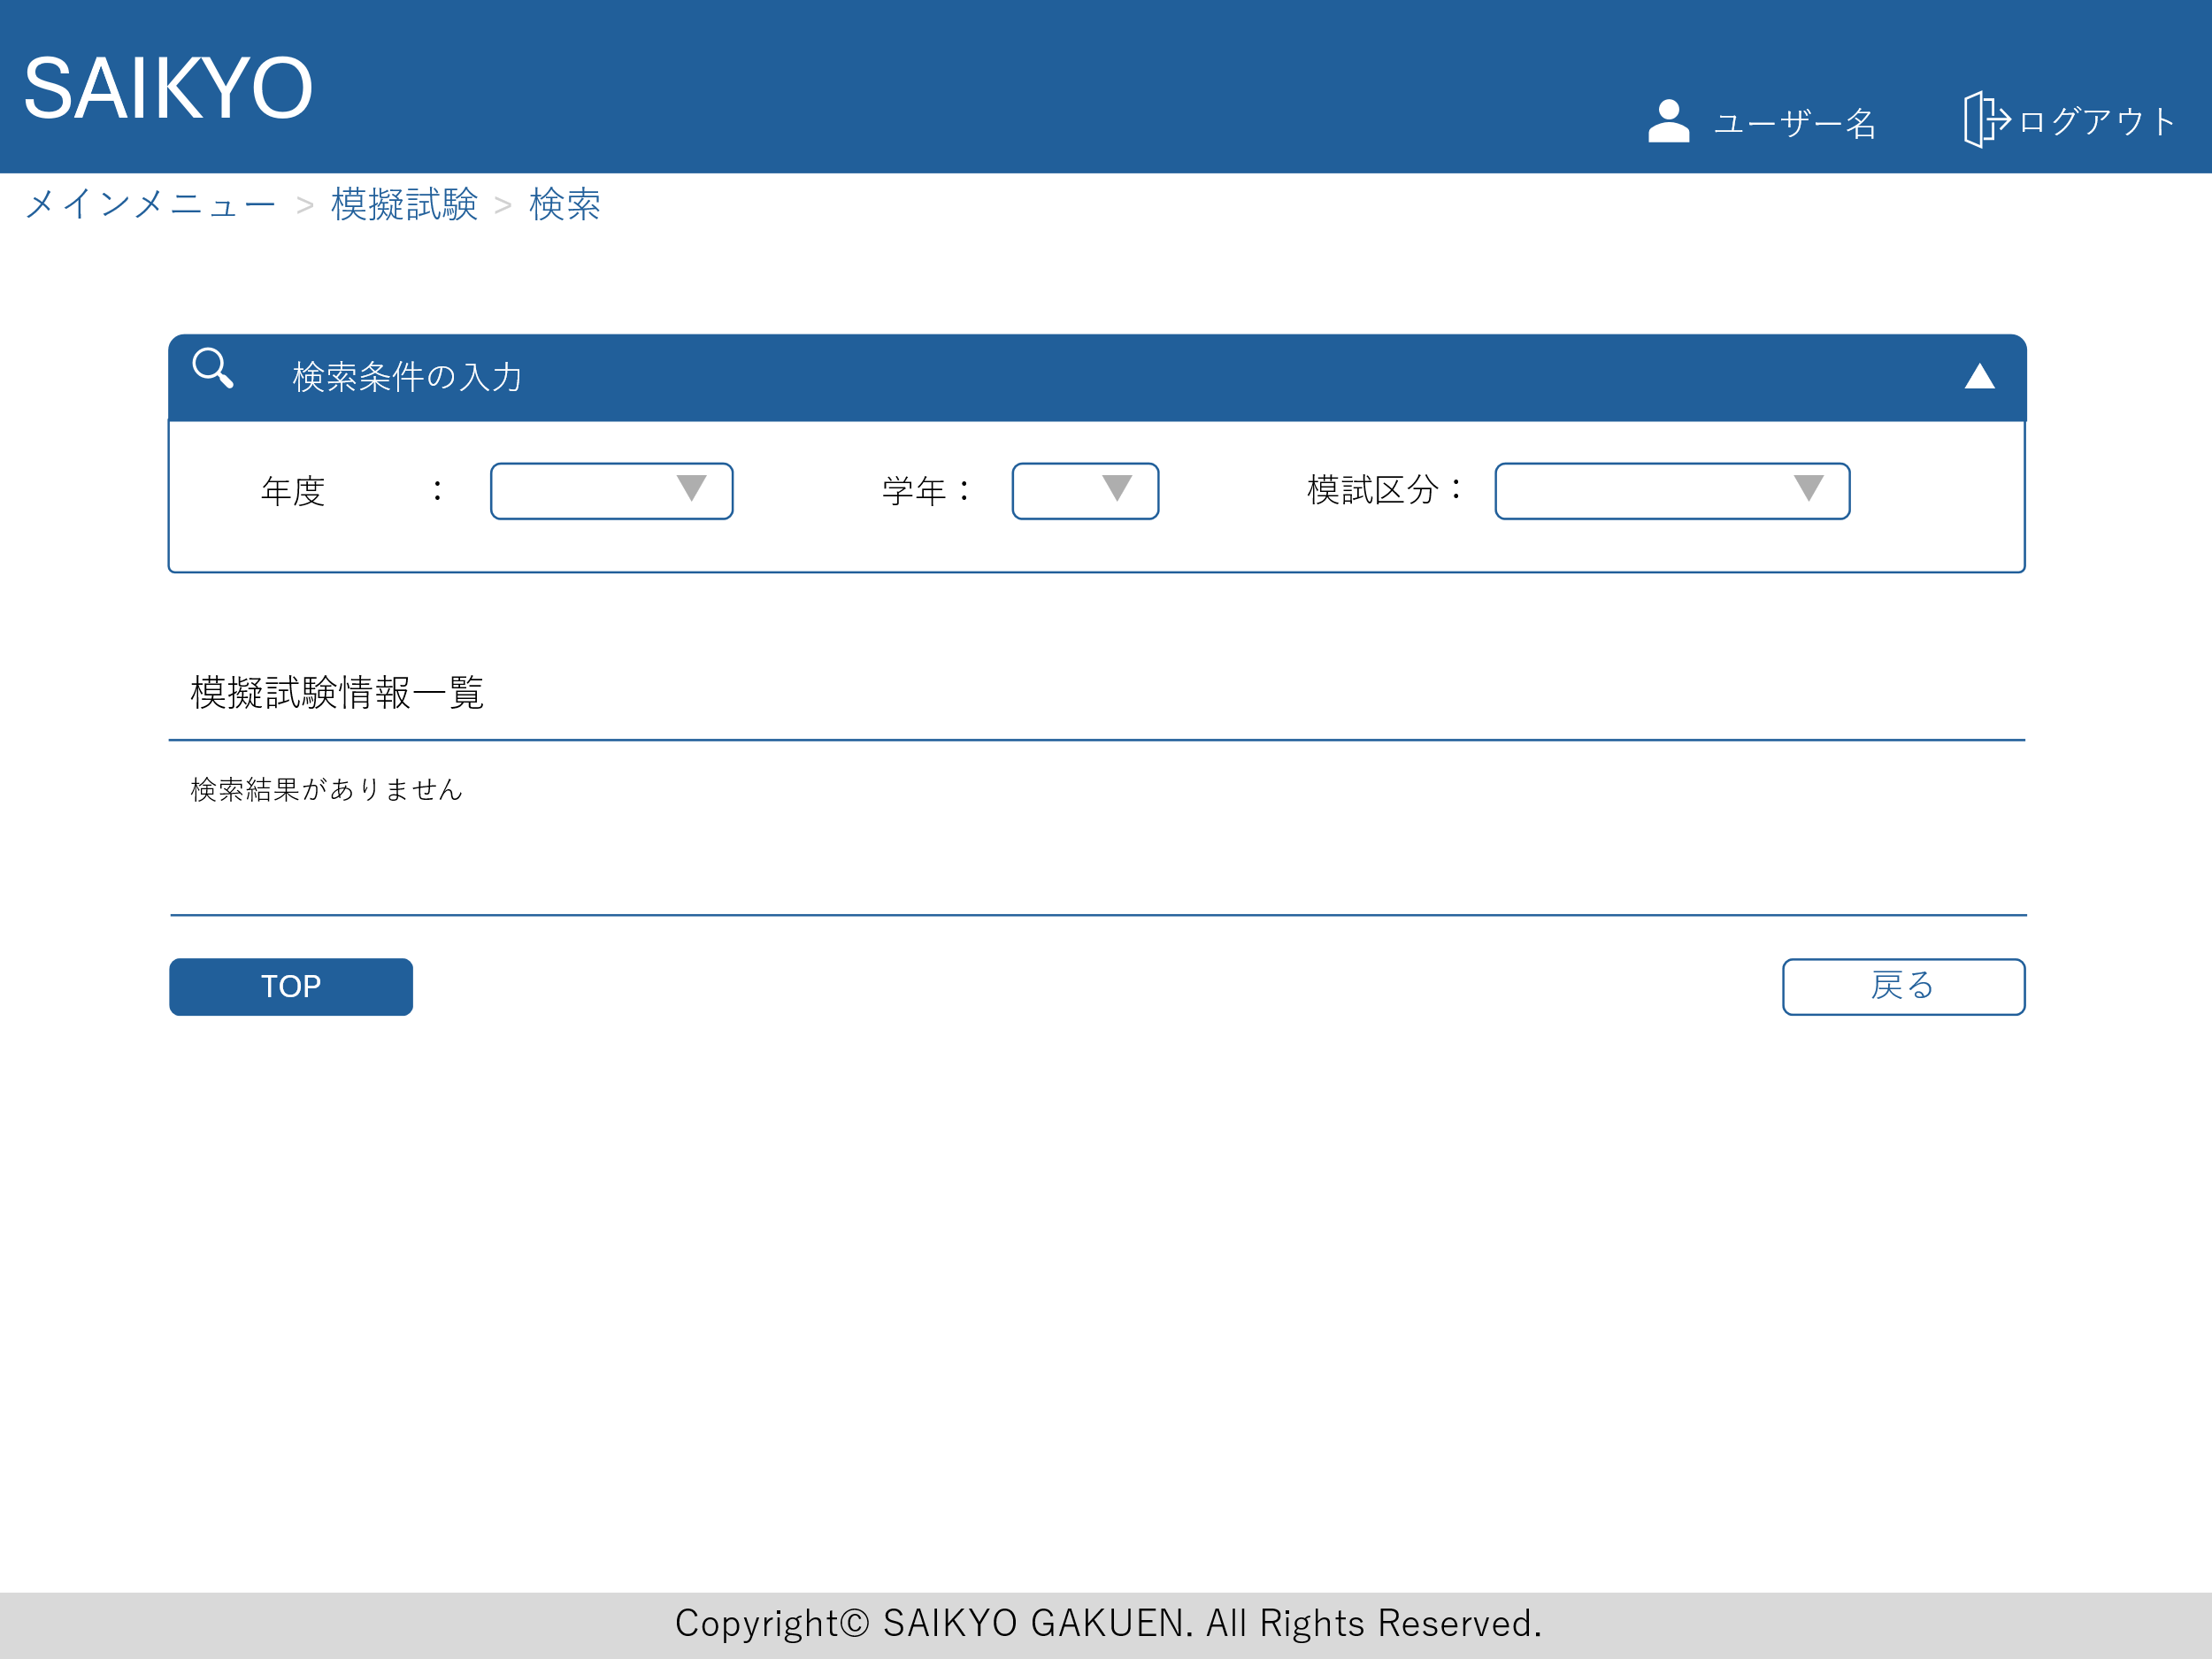 SAIKYO
ユーザー名
ログアウト
メインメニュー > 模擬試験 > 検索
検索条件の入力
年度 : 学年: 模試区分:
模擬試験情報一覧
検索結果がありません
TOP
戻る
Copyright© SAIKYO GAKUEN. All Rights Reserved.